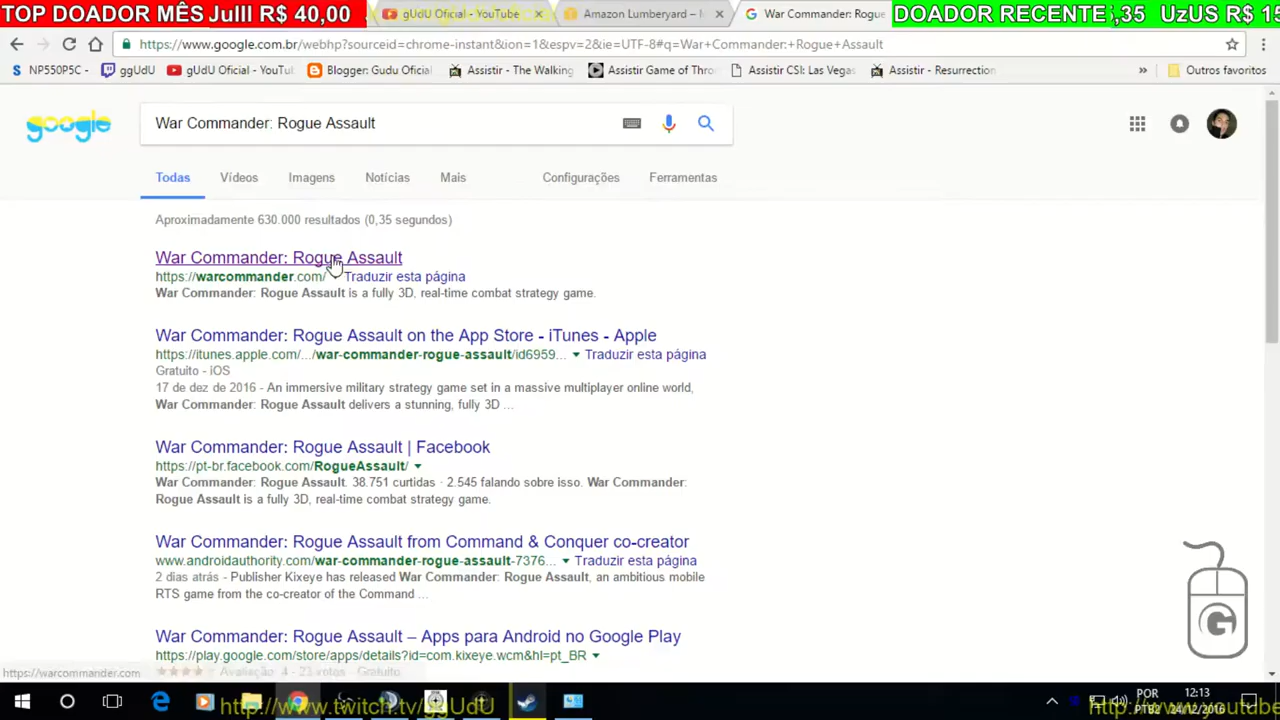 TOP DOADOR MÊS Julll R$ 40,00
gUdU Oficial - YouTube
Amazon Lumberyard –
War Commander: Rogue
DOADOR RECENTE ,35 UzUS R$ 15
https://www.google.com.br/webhp?sourceid=chrome-instant&ion=1&espv=2&ie=UTF-8#q=War+Commander:+Rogue+Assault
NP550P5C -
ggUdU
gUdU Oficial - YouTul
Blogger: Gudu Oficial
Assistir - The Walking
Assistir Game of Thro
Assistir CSI: Las Vegas
Assistir - Resurrection
»
Outros favoritos
google
War Commander: Rogue Assault
Todas
Vídeos
Imagens
Notícias
Mais
Configurações
Ferramentas
Aproximadamente 630.000 resultados (0,35 segundos)
War Commander: Rogue Assault
https://warcommander.com/ Traduzir esta página
War Commander: Rogue Assault is a fully 3D, real-time combat strategy game.
War Commander: Rogue Assault on the App Store - iTunes - Apple
https://itunes.apple.com/.../war-commander-rogue-assault/id6959... Traduzir esta página
Gratuito - iOS
17 de dez de 2016 - An immersive military strategy game set in a massive multiplayer online world,
War Commander: Rogue Assault delivers a stunning, fully 3D ...
War Commander: Rogue Assault | Facebook
https://pt-br.facebook.com/RogueAssault/
War Commander: Rogue Assault. 38.751 curtidas · 2.545 falando sobre isso. War Commander:
Rogue Assault is a fully 3D, real-time combat strategy game.
War Commander: Rogue Assault from Command & Conquer co-creator
www.androidauthority.com/war-commander-rogue-assault-7376... Traduzir esta página
2 dias atrás - Publisher Kixeye has released War Commander: Rogue Assault, an ambitious mobile
RTS game from the co-creator of the Command ...
War Commander: Rogue Assault – Apps para Android no Google Play
https://play.google.com/store/apps/details?id=com.kixeye.wcm&hl=pt_BR
https://warcommander.com
Avaliação: 4 - 23 votos - Gratuito
G
http://www.twitch.tv/ggUdU
POR
PTB2
12:13
24/12/2016
http://www.youtube